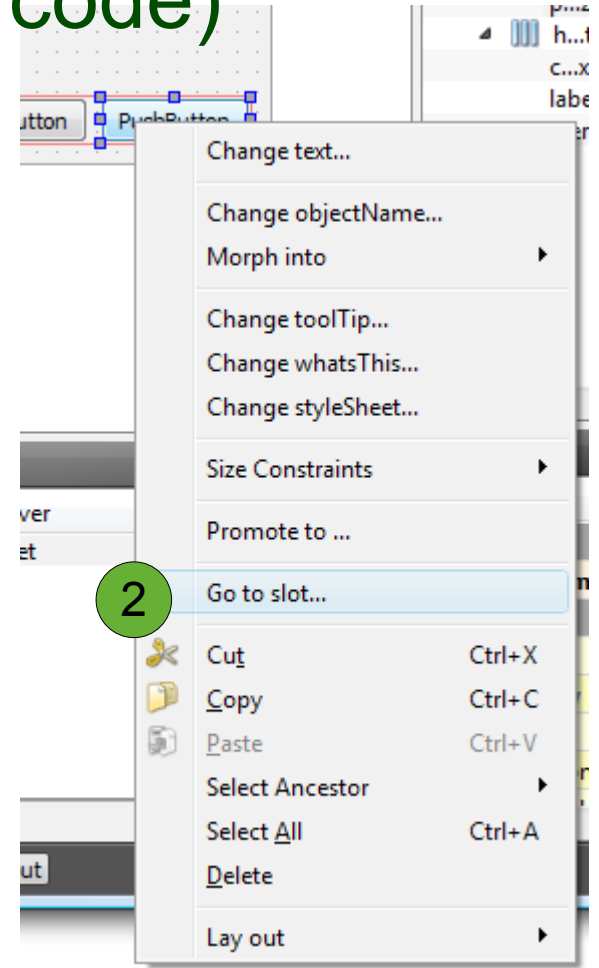 code)
h...t
c...x
labe
utton
PushButton
Change text...
Change objectName...
Morph into
Change toolTip...
Change whatsThis...
Change styleSheet...
Size Constraints
ver
Promote to ...
et
2
Go to slot...
Cut Ctrl+X
Copy Ctrl+C
Paste Ctrl+V
Select Ancestor
Select All Ctrl+A
ut
Delete
Lay out